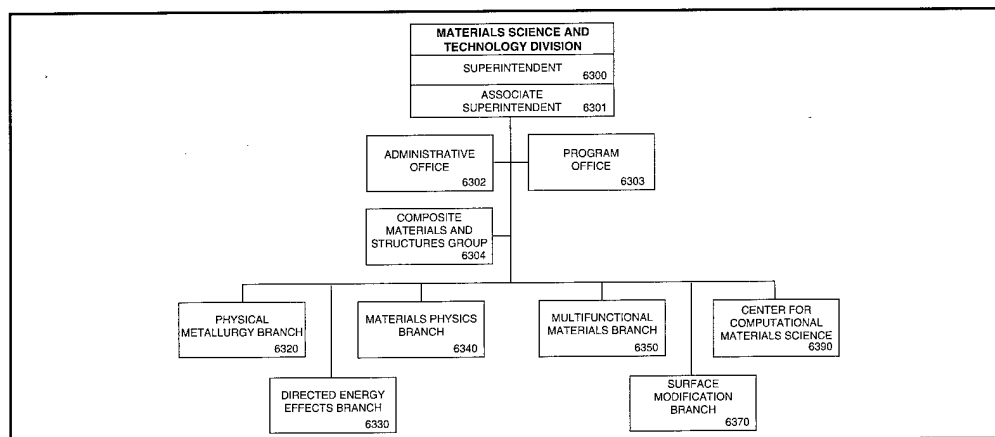 MATERIALS SCIENCE AND
TECHNOLOGY DIVISION
SUPERINTENDENT
6300
ASSOCIATE
SUPERINTENDENT
6301
ADMINISTRATIVE
OFFICE
6302
PROGRAM
OFFICE
6303
COMPOSITE
MATERIALS AND
STRUCTURES GROUP
6304
PHYSICAL
METALLURGY BRANCH
6320
MATERIALS PHYSICS
BRANCH
6340
MULTIFUNCTIONAL
MATERIALS BRANCH
6350
CENTER FOR
COMPUTATIONAL
MATERIALS SCIENCE
6390
DIRECTED ENERGY
EFFECTS BRANCH
6330
SURFACE
MODIFICATION
BRANCH
6370